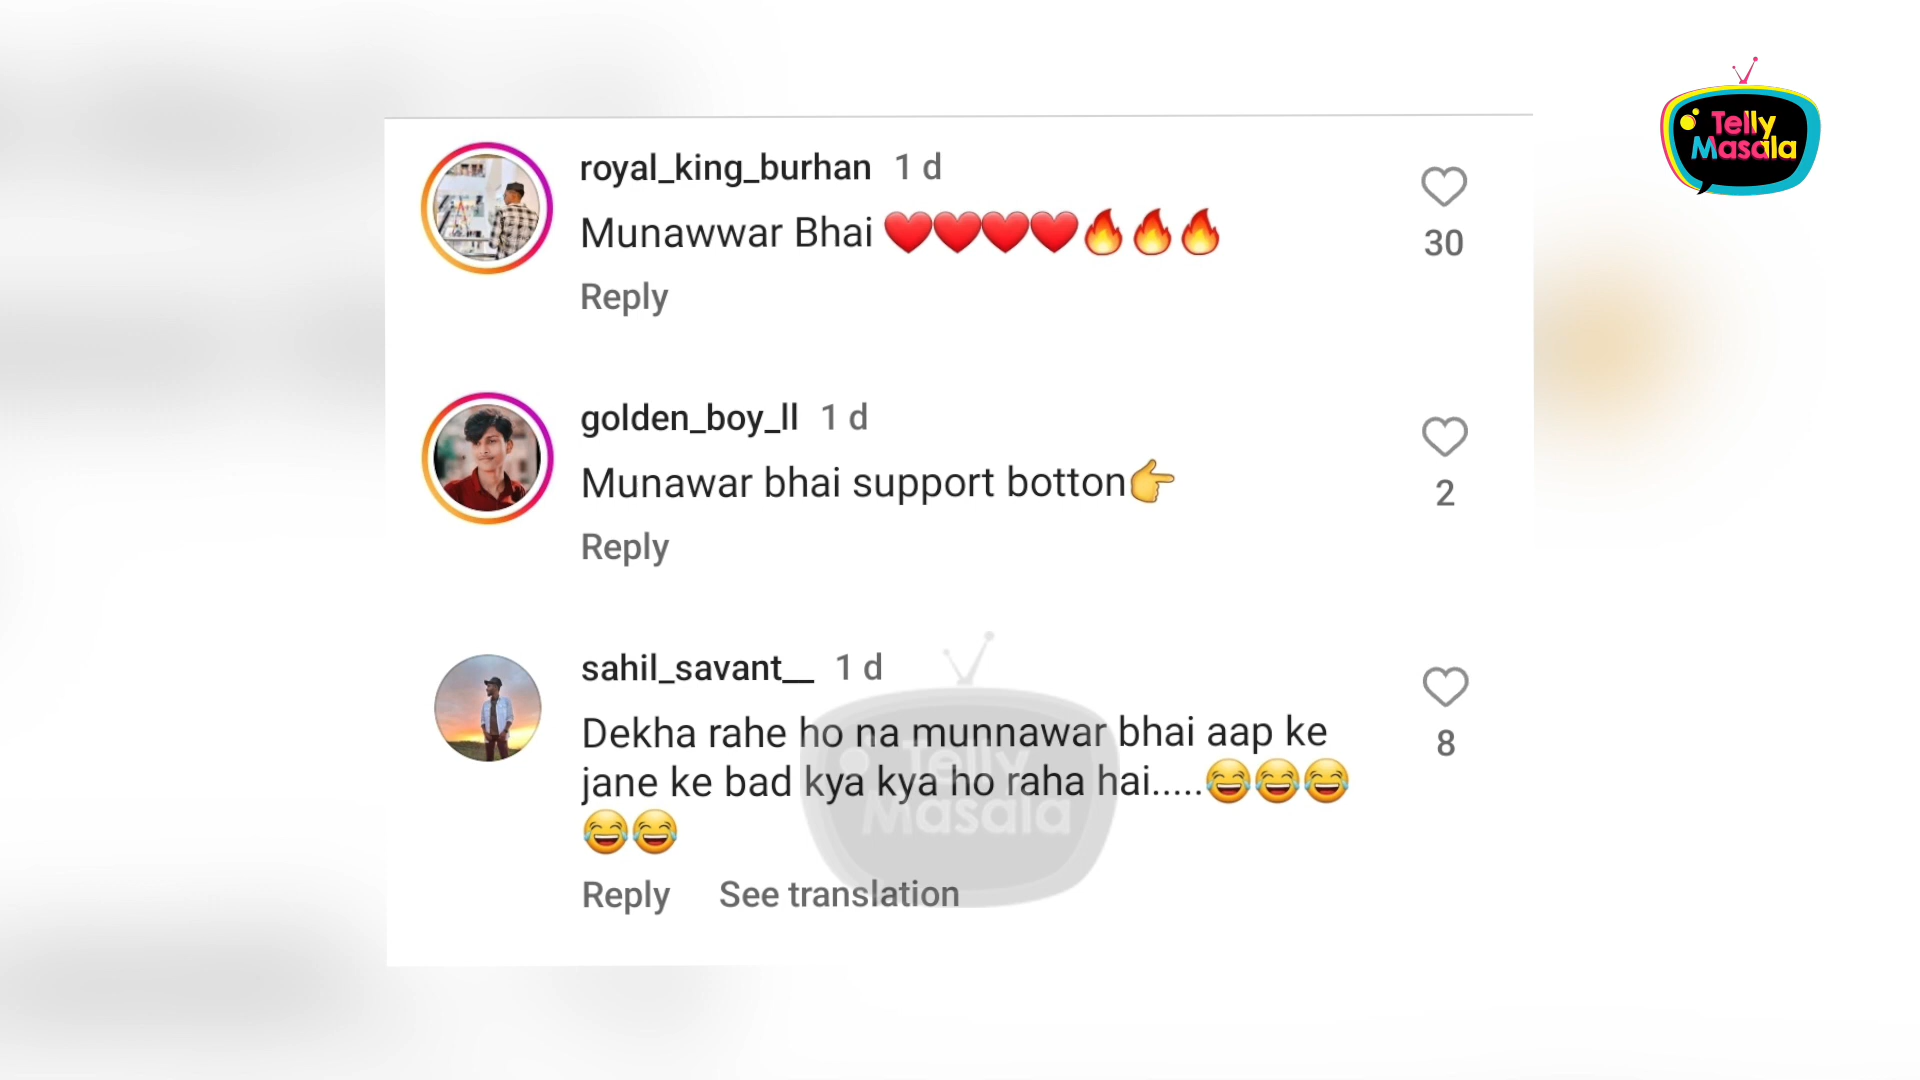 Telly
Masala
royal_king_burhan 1 d
Munawwar Bhai ❤️❤️❤️❤️🔥🔥🔥
30
Reply
golden_boy_ll 1 d
Munawar bhai support botton👉
2
Reply
sahil_savant__ 1 d
Dekha rahe ho na munnawar bhai aap ke
jane ke bad kya kya ho raha hai.....😂😂😂
😂😂
8
Reply See translation
Telly
Masala